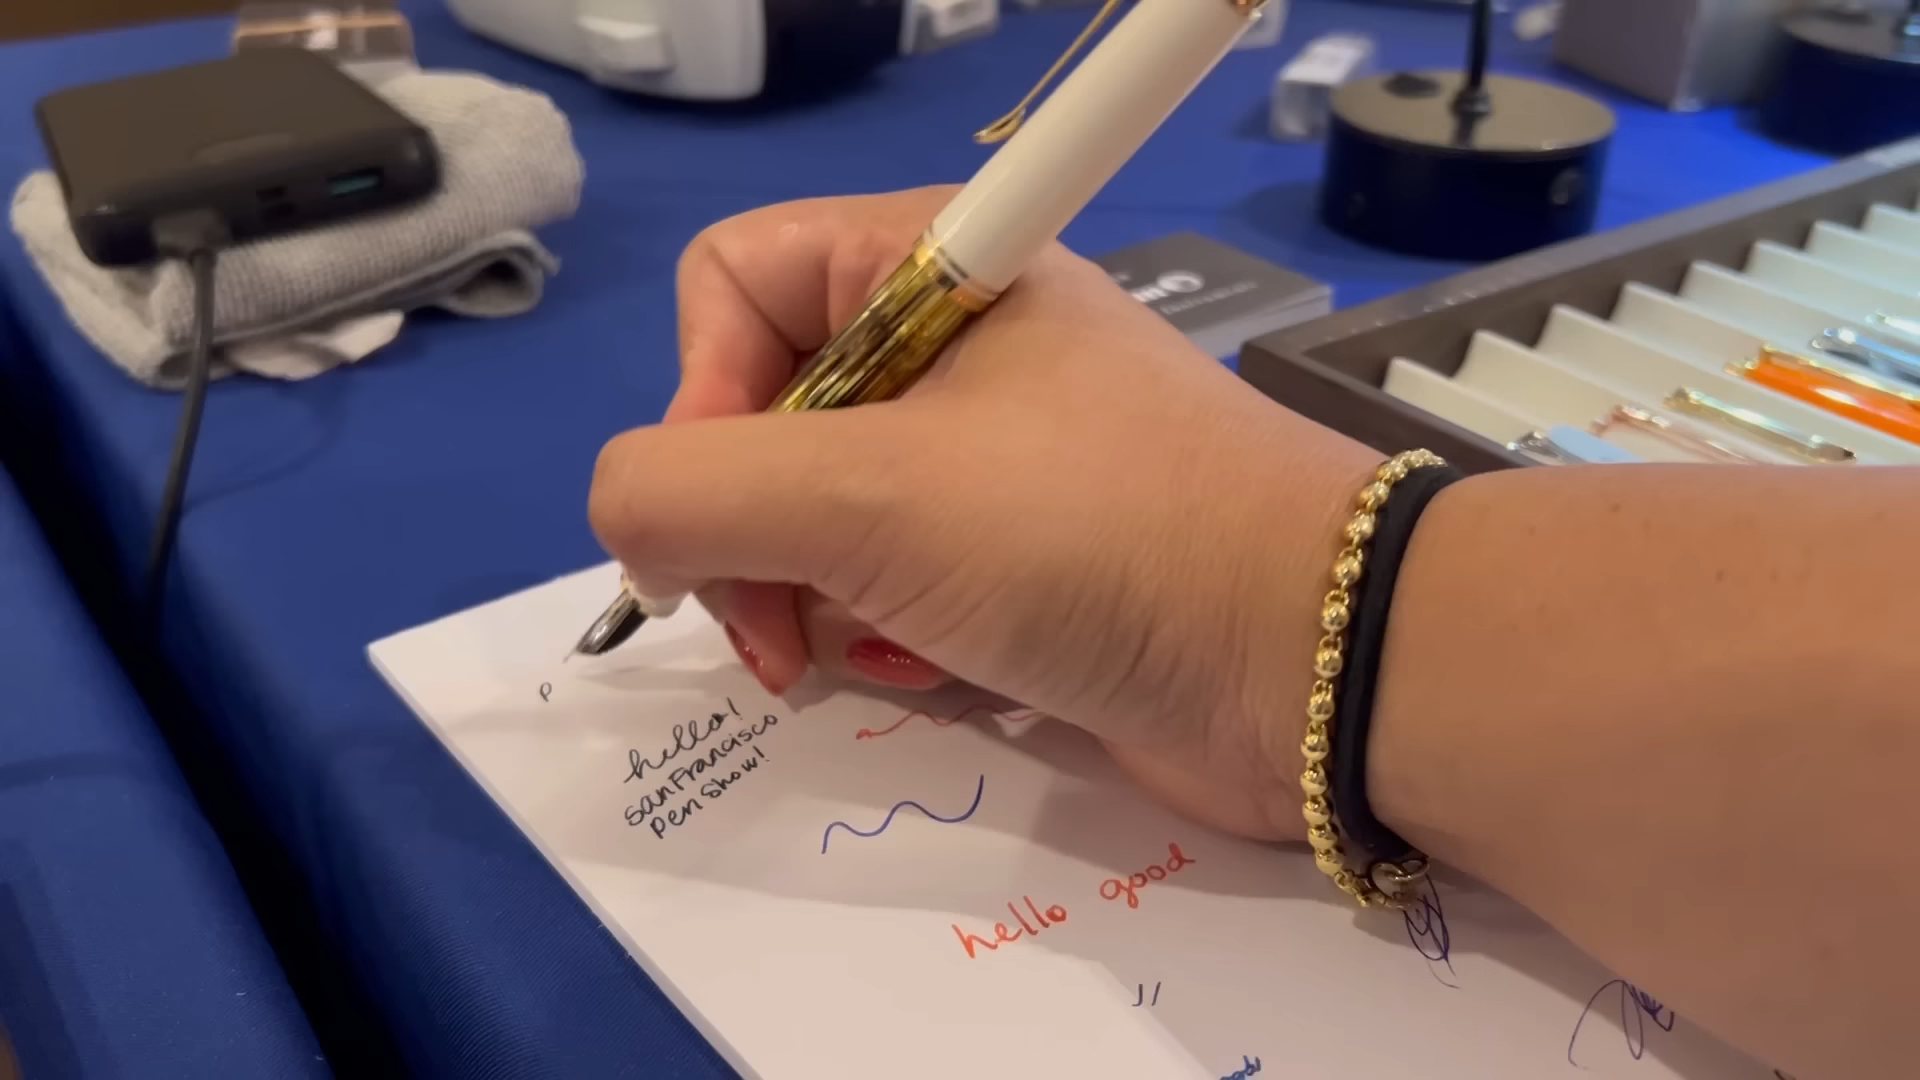 P
hello!
san Francisco
pen show!
hello good